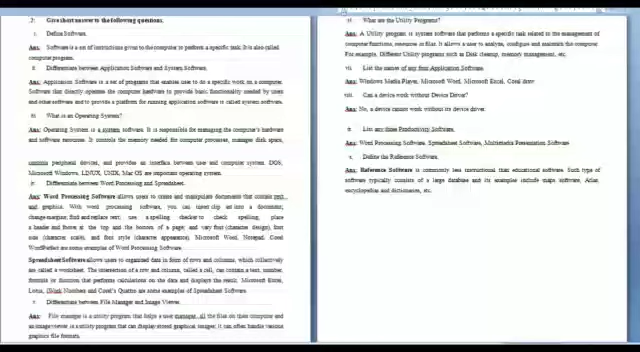 2. Give short answer to the following questions.
i. Define Software.
Ans: Software is a set of instructions given to the computer to perform a specific task. It is also called
computer program.
ii. Differentiate between Application Software and System Software.
Ans: Application Software is a set of programs that enables user to do a specific work on a computer.
Software that directly operates the computer hardware to provide basic functionality needed by users
and other software and to provide a platform for running application software is called system software.
iii. What is an Operating System?
Ans: Operating System is a system software. It is responsible for managing the computer's hardware
and software resources. It controls the memory needed for computer processes, manages disk space,
controls peripheral devices, and provides an interface between user and computer system. DOS,
Microsoft Windows, LINUX, UNIX, Mac OS are important operating system.
iv. Differentiate between Word Processing and Spreadsheet.
Ans: Word Processing Software allows users to create and manipulate documents that contain text
and graphics. With word processing software, you can insert clip art into a document,
change margins; find and replace text; use a spelling checker to check spelling; place
a header and footer at the top and the bottom of a page; and vary font (character design), font
size (character scale), and font style (character appearance). Microsoft Word, Notepad, Corel
WordPerfect are some examples of Word Processing Software.
Spreadsheet Software allows users to organized data in form of rows and columns, which collectively
are called a worksheet. The intersection of a row and column, called a cell, can contain a text, number,
formula or function that performs calculations on the data and displays the result. Microsoft Excel,
Lotus, iWork Numbers and Corel's Quattro are some examples of Spreadsheet Software.
v. Differentiate between File Manager and Image Viewer.
Ans: File manager is a utility program that helps a user manager, all the files on their computer and
an image viewer is a utility program that can display stored graphical images; it can often handle various
graphics file formats.
vi. What are the Utility Programs?
Ans: A Utility program is system software that performs a specific task related to the management of
computer functions, resources or files. It allows a user to analyze, configure and maintain the computer.
For example, Different Utility programs such as Disk cleanup, memory management, etc.
vii. List the names of any four Application Software.
Ans: Windows Media Player, Microsoft Word, Microsoft Excel, Corel draw
viii. Can a device work without Device Driver?
Ans: No, a device cannot work without its device driver.
ix. List any three Productivity Software.
Ans: Word Processing Software, Spreadsheet Software, Multimedia Presentation Software
x. Define the Reference Software.
Ans: Reference Software is commonly less instructional than educational software. Such type of
software typically consists of a large database and its examples include maps software, Atlas,
encyclopedias and dictionaries, etc.